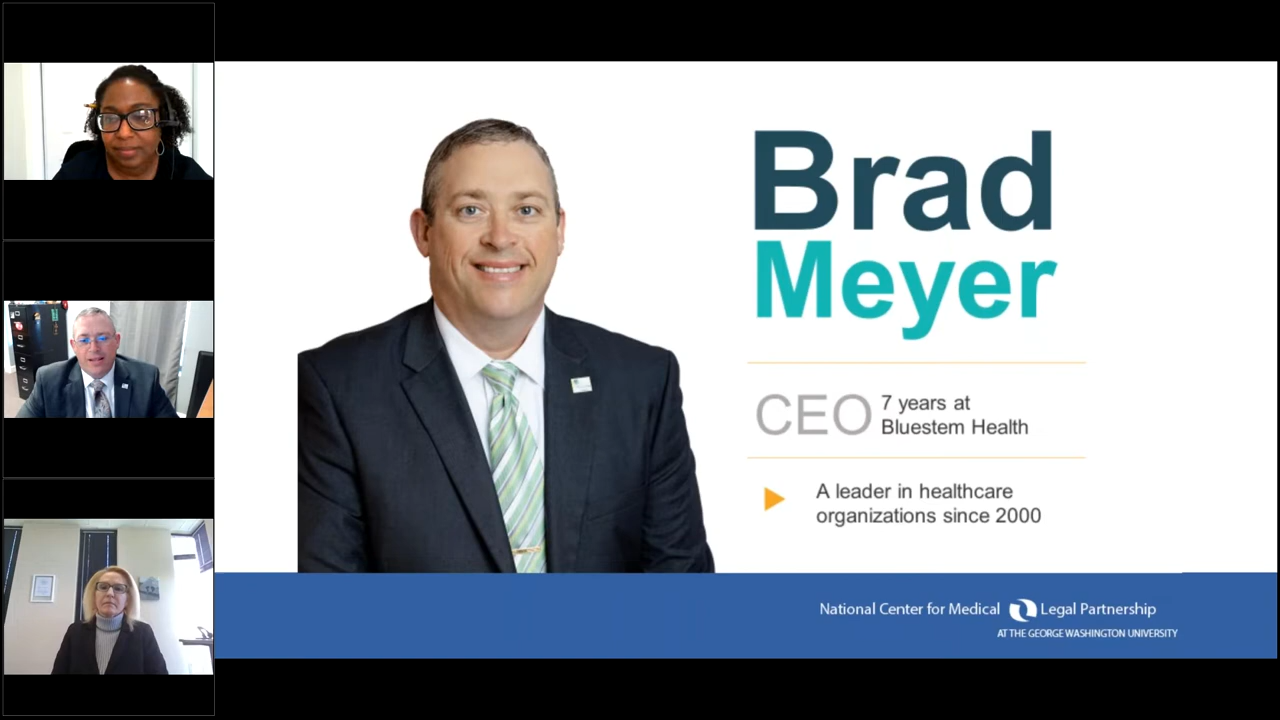 Brad
Meyer
CEO
7 years at
Bluestem Health
A leader in healthcare
organizations since 2000
National Center for Medical Legal Partnership
AT THE GEORGE WASHINGTON UNIVERSITY